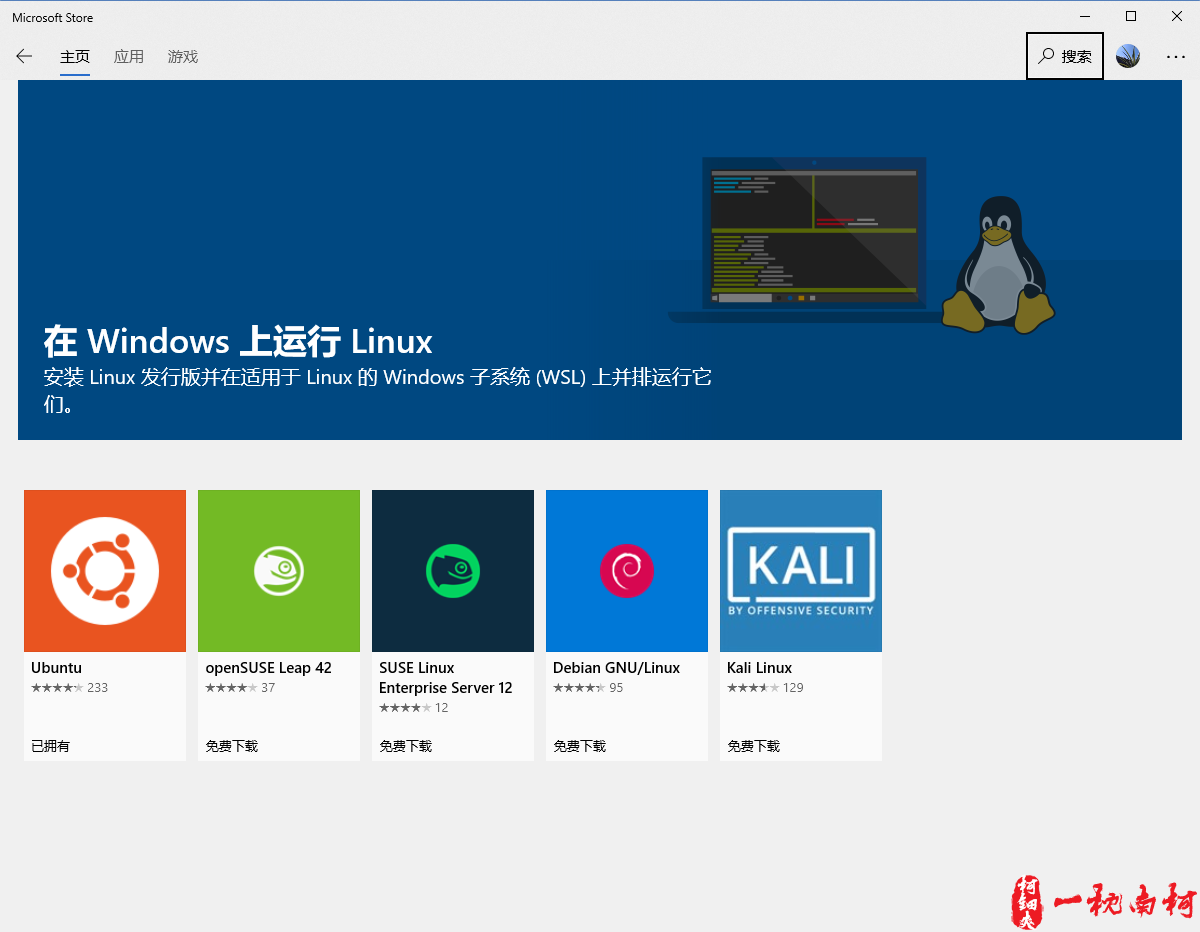 Microsoft Store
主页 应用 游戏 搜索
在 Windows 上运行 Linux
安装 Linux 发行版并在适用于 Linux 的 Windows 子系统 (WSL) 上并排运行它
们。
KALI
BY OFFENSIVE SECURITY
Ubuntu
233
已拥有
openSUSE Leap 42
37
免费下载
SUSE Linux
Enterprise Server 12
12
免费下载
Debian GNU/Linux
95
免费下载
Kali Linux
129
免费下载
一枕南柯